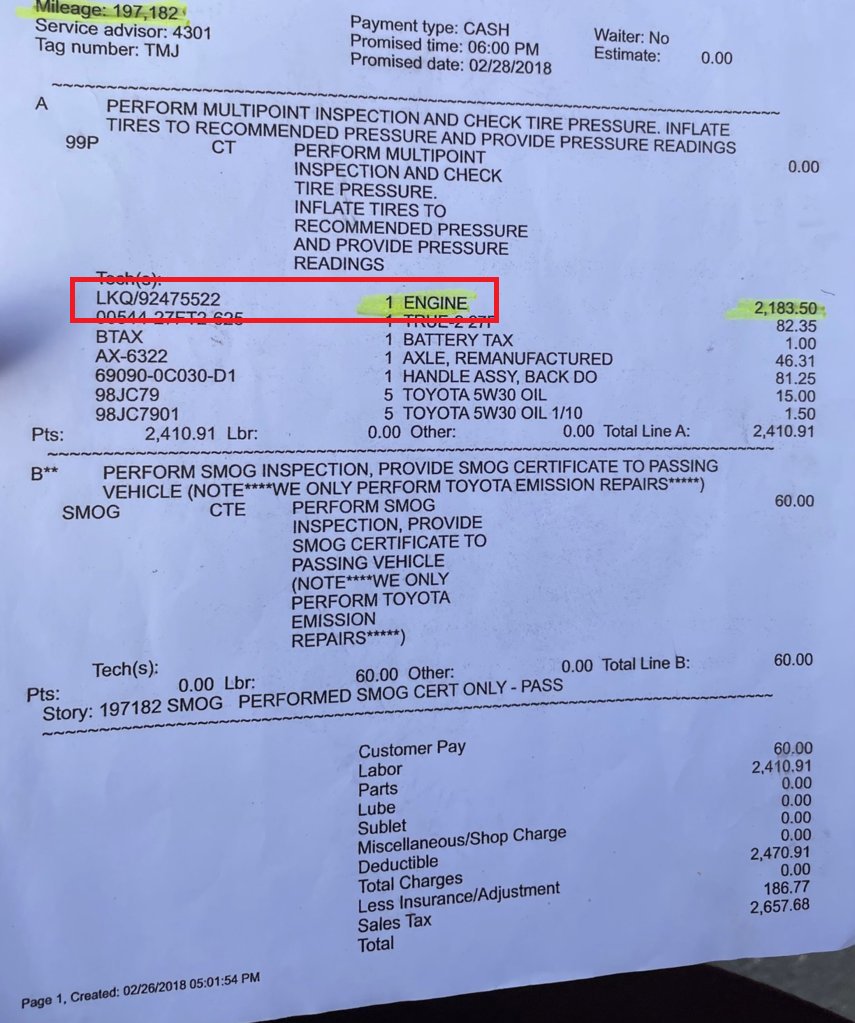 Mileage: 197,182
Service advisor: 4301
Tag number: TMJ
Payment type: CASH
Promised time: 06:00 PM
Promised date: 02/28/2018
Waiter: No
Estimate: 0.00
A PERFORM MULTIPOINT INSPECTION AND CHECK TIRE PRESSURE. INFLATE
TIRES TO RECOMMENDED PRESSURE AND PROVIDE PRESSURE READINGS
99P CT PERFORM MULTIPOINT 0.00
INSPECTION AND CHECK
TIRE PRESSURE.
INFLATE TIRES TO
RECOMMENDED PRESSURE
AND PROVIDE PRESSURE
READINGS
Tech(s):
LKQ/92475522 1 ENGINE 2,183.50
00544-27FT2-625 1 TRUE-2 27F 82.35
BTAX 1 BATTERY TAX 1.00
AX-6322 1 AXLE, REMANUFACTURED 46.31
69090-0C030-D1 1 HANDLE ASSY, BACK DO 81.25
98JC79 5 TOYOTA 5W30 OIL 15.00
98JC7901 5 TOYOTA 5W30 OIL 1/10 1.50
Pts: 2,410.91 Lbr: 0.00 Other: 0.00 Total Line A: 2,410.91
B** PERFORM SMOG INSPECTION, PROVIDE SMOG CERTIFICATE TO PASSING
VEHICLE (NOTE****WE ONLY PERFORM TOYOTA EMISSION REPAIRS*****)
SMOG CTE PERFORM SMOG 60.00
INSPECTION, PROVIDE
SMOG CERTIFICATE TO
PASSING VEHICLE
(NOTE****WE ONLY
PERFORM TOYOTA
EMISSION
REPAIRS*****)
Tech(s):
Pts: 0.00 Lbr: 60.00 Other: 0.00 Total Line B: 60.00
Story: 197182 SMOG PERFORMED SMOG CERT ONLY - PASS
Customer Pay
Labor 60.00
Parts 2,410.91
Lube 0.00
Sublet 0.00
Miscellaneous/Shop Charge 0.00
Deductible 0.00
Total Charges 2,470.91
Less Insurance/Adjustment 0.00
Sales Tax 186.77
Total 2,657.68
Page 1, Created: 02/26/2018 05:01:54 PM